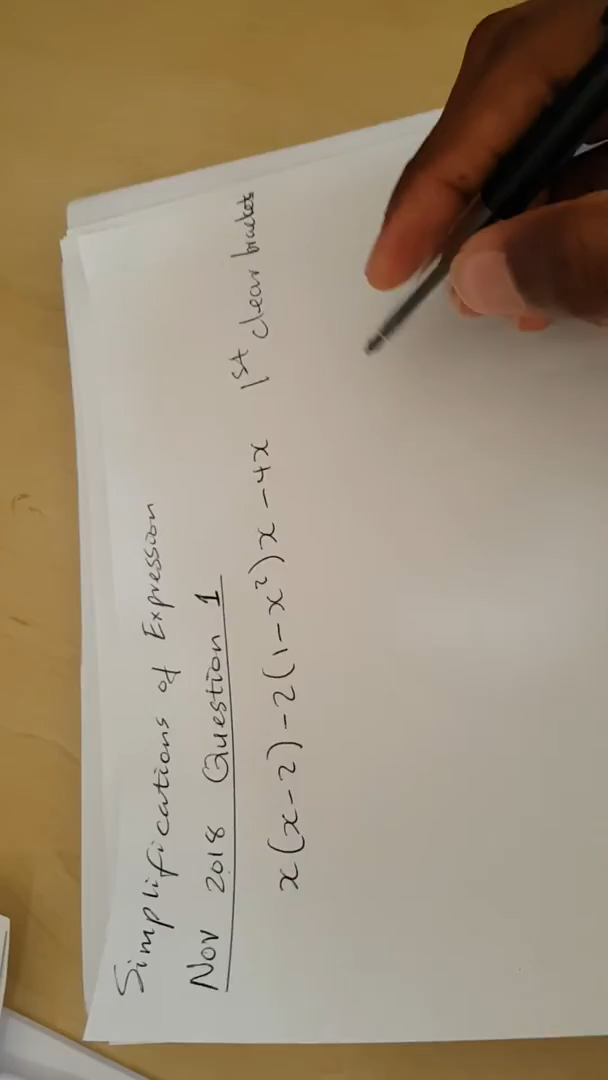 Simplifications of Expression
Nov 2018 Question 1
x(x-2)-2(1-x²)x-4x 1st clear brackets